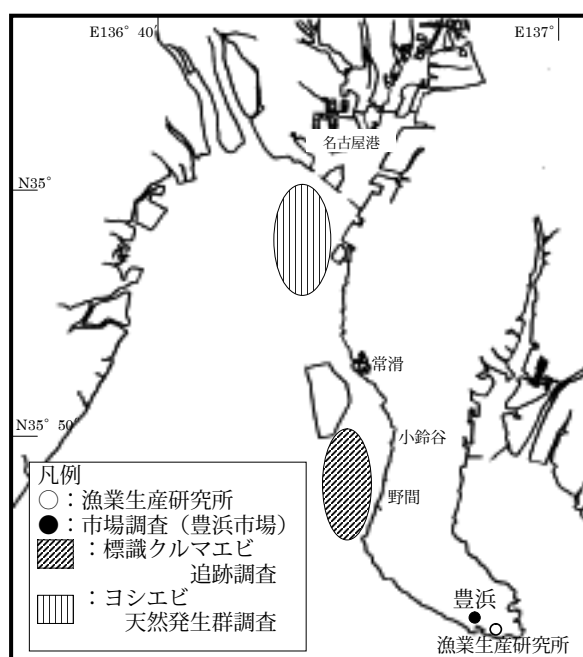 E136° 40′
E137°
名古屋港
N35°
常滑
N35° 50′
小鈴谷
野間
凡例
○：漁業生産研究所
●：市場調査（豊浜市場）
：標識クルマエビ
追跡調査
：ヨシエビ
天然発生群調査
豊浜
漁業生産研究所